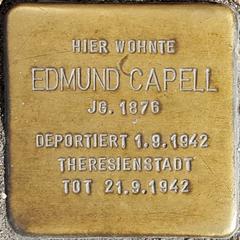 HIER WOHNTE
EDMUND CAPELL
JG. 1876
DEPORTIERT 1.9.1942
THERESIENSTADT
TOT 21.9.1942